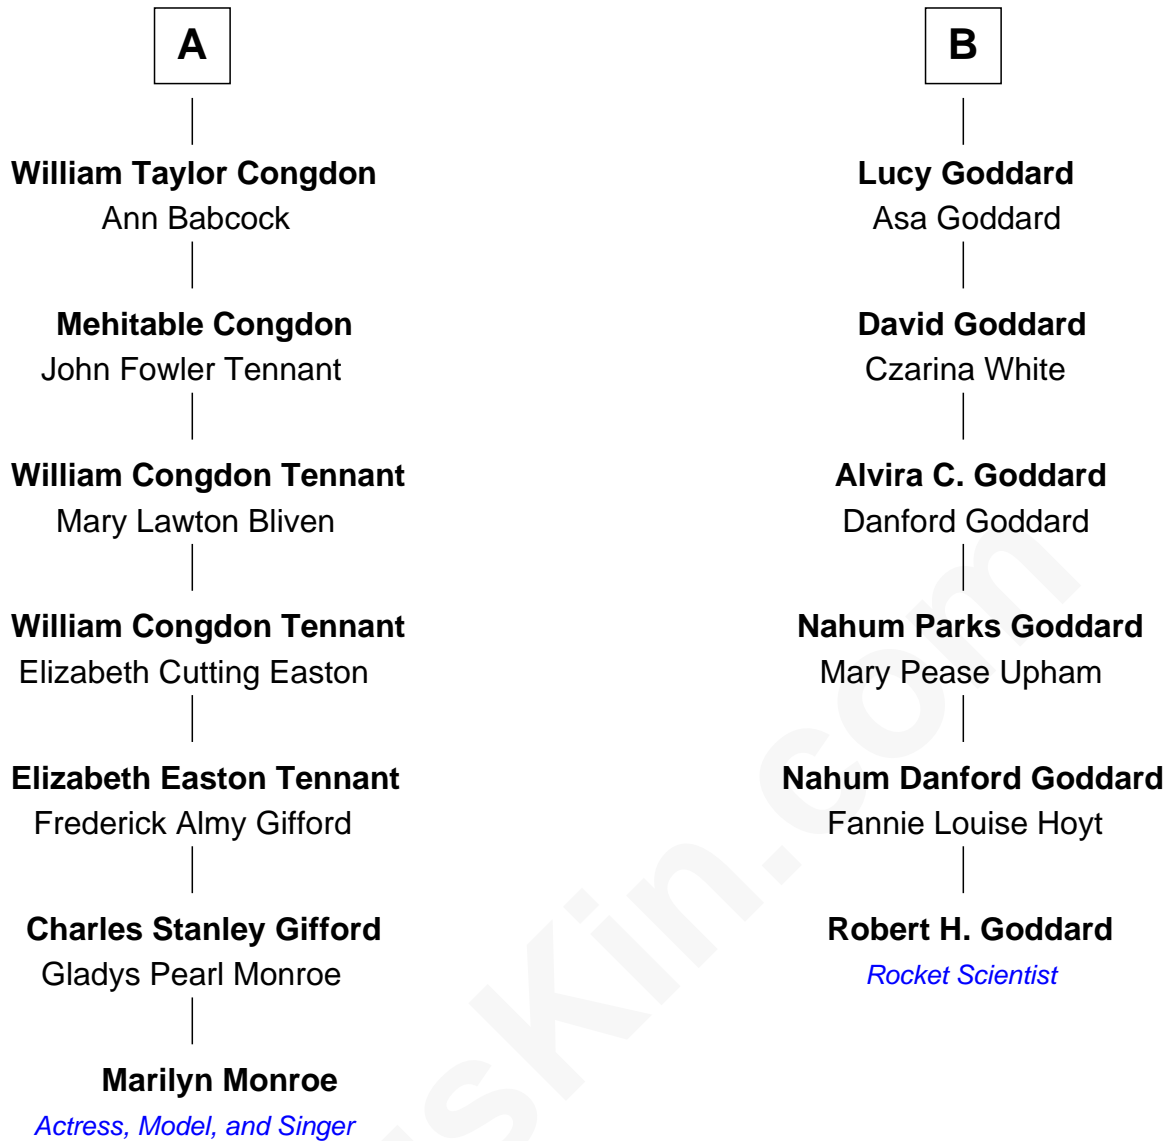 A
William Taylor Congdon
Ann Babcock
Mehitable Congdon
John Fowler Tennant
William Congdon Tennant
Mary Lawton Bliven
William Congdon Tennant
Elizabeth Cutting Easton
Elizabeth Easton Tennant
Frederick Almy Gifford
Charles Stanley Gifford
Gladys Pearl Monroe
Marilyn Monroe
Actress, Model, and Singer
B
Lucy Goddard
Asa Goddard
David Goddard
Czarina White
Alvira C. Goddard
Danford Goddard
Nahum Parks Goddard
Mary Pease Upham
Nahum Danford Goddard
Fannie Louise Hoyt
Robert H. Goddard
Rocket Scientist